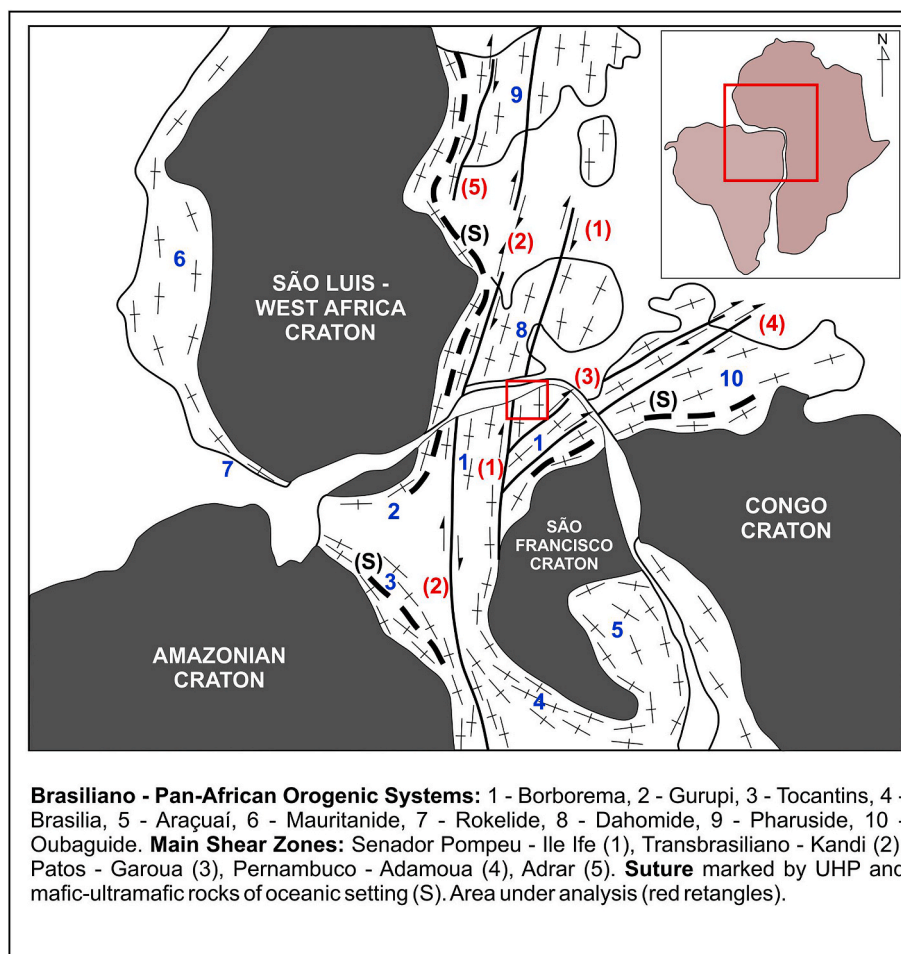 N
9
(5)
(S)
(2)
(1)
6
SÃO LUIS -
WEST AFRICA
CRATON
8
(4)
(3)
10
(S)
7
1
(1)
1
2
CONGO
CRATON
SÃO
FRANCISCO
CRATON
(S)
3
(2)
5
AMAZONIAN
CRATON
4
Brasiliano - Pan-African Orogenic Systems: 1 - Borborema, 2 - Gurupi, 3 - Tocantins, 4 -
Brasilia, 5 - Araçuaí, 6 - Mauritanide, 7 - Rokelide, 8 - Dahomide, 9 - Pharuside, 10 -
Oubaguide. Main Shear Zones: Senador Pompeu - Ile Ife (1), Transbrasiliano - Kandi (2)
Patos - Garoua (3), Pernambuco - Adamoua (4), Adrar (5). Suture marked by UHP and
mafic-ultramafic rocks of oceanic setting (S). Area under analysis (red retangles).